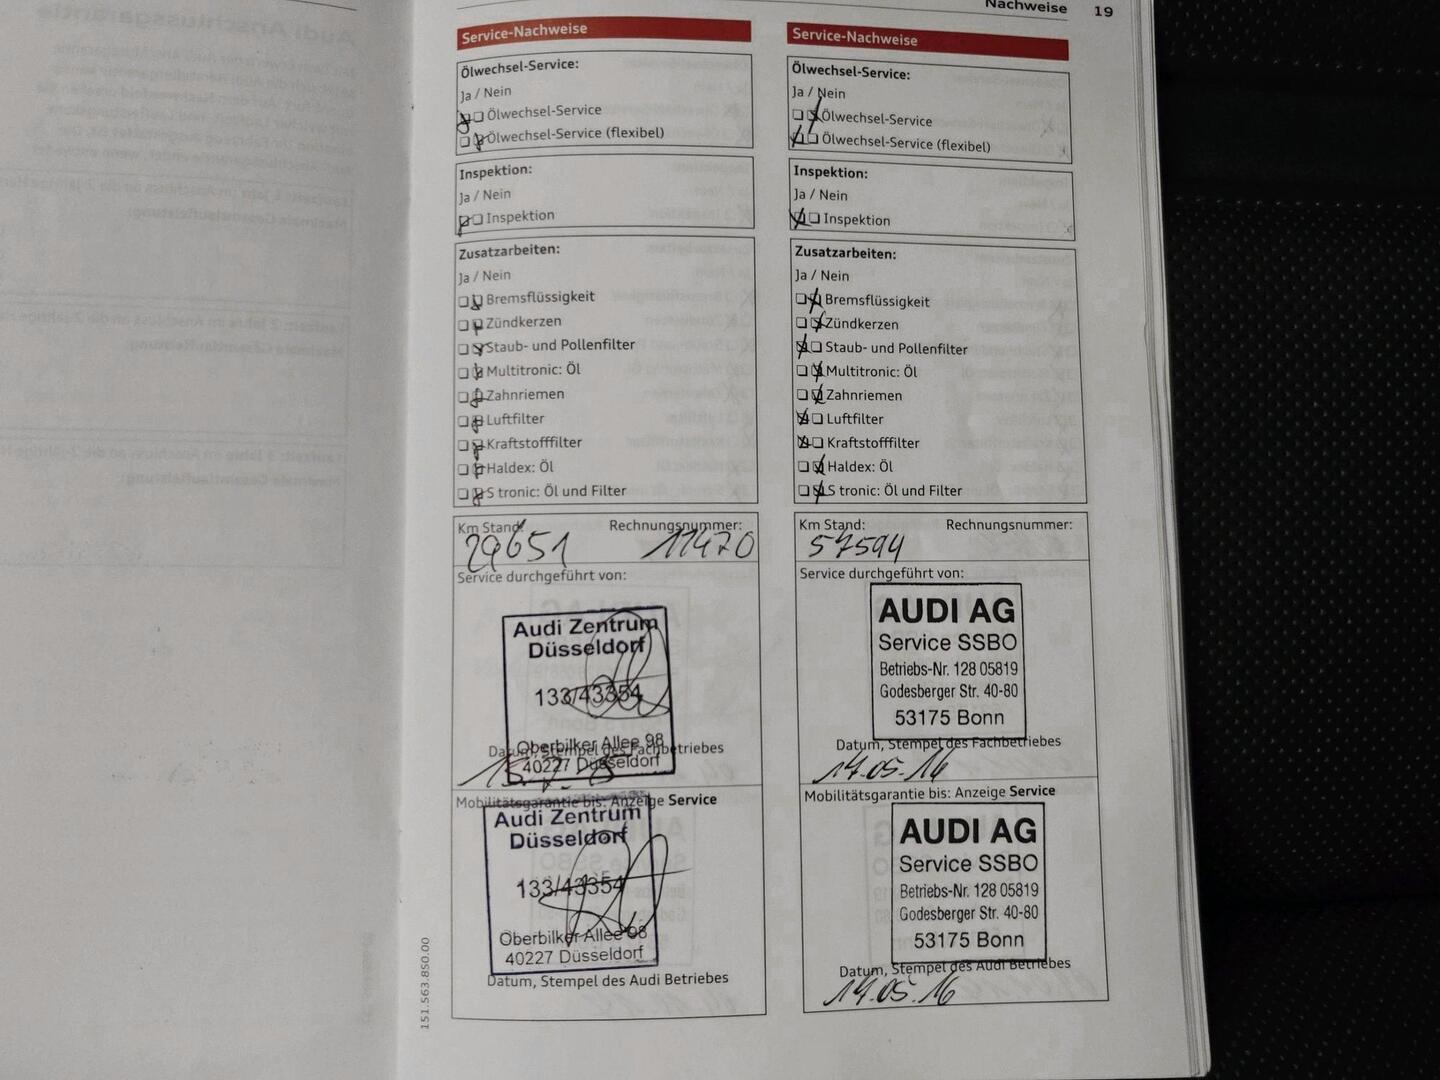 Nachweise 19
Service-Nachweise
Ölwechsel-Service:
Ja / Nein
Ölwechsel-Service
Ölwechsel-Service (flexibel)
Inspektion:
Ja / Nein
Inspektion
Zusatzarbeiten:
Ja / Nein
Bremsflüssigkeit
Zündkerzen
Staub- und Pollenfilter
Multitronic: Öl
Zahnriemen
Luftfilter
Kraftstofffilter
Haldex: Öl
S tronic: Öl und Filter
Km Stand: Rechnungsnummer:
29651 11470
Service durchgeführt von:
Audi Zentrum
Düsseldorf
133/43354
Oberbilker Allee 98
40227 Düsseldorf
Datum, Stempel des Fachbetriebes
Mobilitätsgarantie bis: Anzeige Service
Audi Zentrum
Düsseldorf
133/43354
Oberbilker Allee 98
40227 Düsseldorf
Datum, Stempel des Audi Betriebes
151.563.850.00
Service-Nachweise
Ölwechsel-Service:
Ja / Nein
Ölwechsel-Service
Ölwechsel-Service (flexibel)
Inspektion:
Ja / Nein
Inspektion
Zusatzarbeiten:
Ja / Nein
Bremsflüssigkeit
Zündkerzen
Staub- und Pollenfilter
Multitronic: Öl
Zahnriemen
Luftfilter
Kraftstofffilter
Haldex: Öl
S tronic: Öl und Filter
Km Stand: Rechnungsnummer:
57594
Service durchgeführt von:
AUDI AG
Service SSBO
Betriebs-Nr. 128 05819
Godesberger Str. 40-80
53175 Bonn
Datum, Stempel des Fachbetriebes
17.05.16
Mobilitätsgarantie bis: Anzeige Service
AUDI AG
Service SSBO
Betriebs-Nr. 128 05819
Godesberger Str. 40-80
53175 Bonn
Datum, Stempel des Audi Betriebes
17.05.16